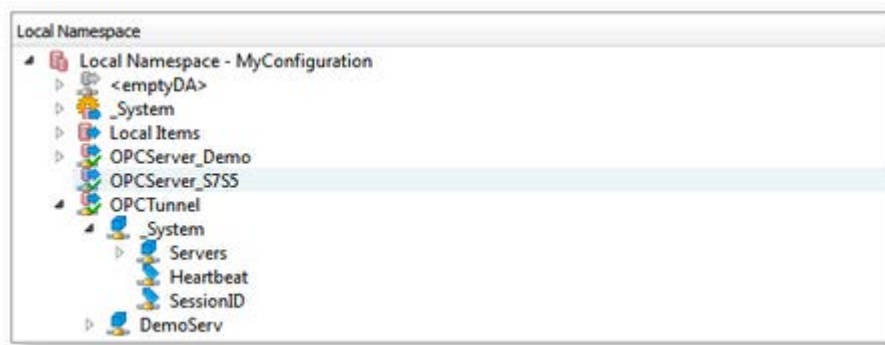 Local Namespace
Local Namespace - MyConfiguration
<emptyDA>
_System
Local Items
OPCServer_Demo
OPCServer_S7S5
OPCTunnel
_System
Servers
Heartbeat
SessionID
DemoServ